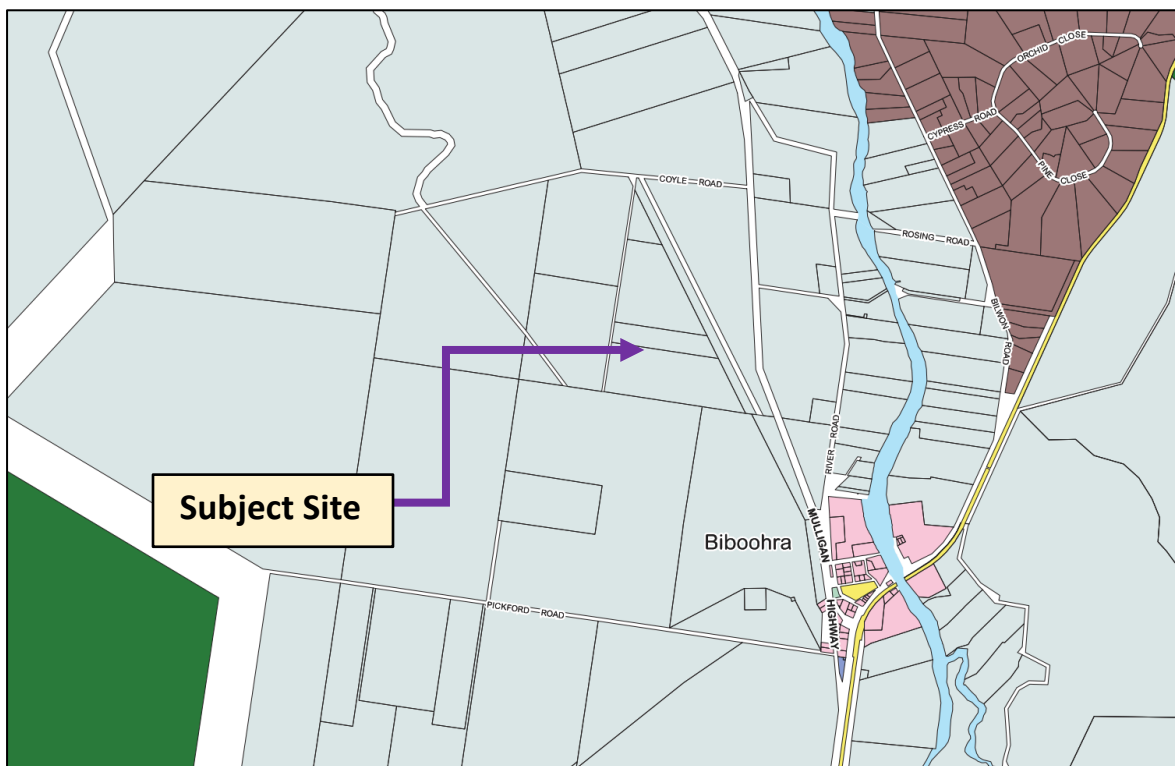 ORCHID CLOSE
CYPRESS ROAD
PINE CLOSE
COYLE ROAD
ROSING ROAD
BILWON ROAD
RIVER ROAD
Subject Site
MULLIGAN HIGHWAY
Biboohra
PICKFORD ROAD